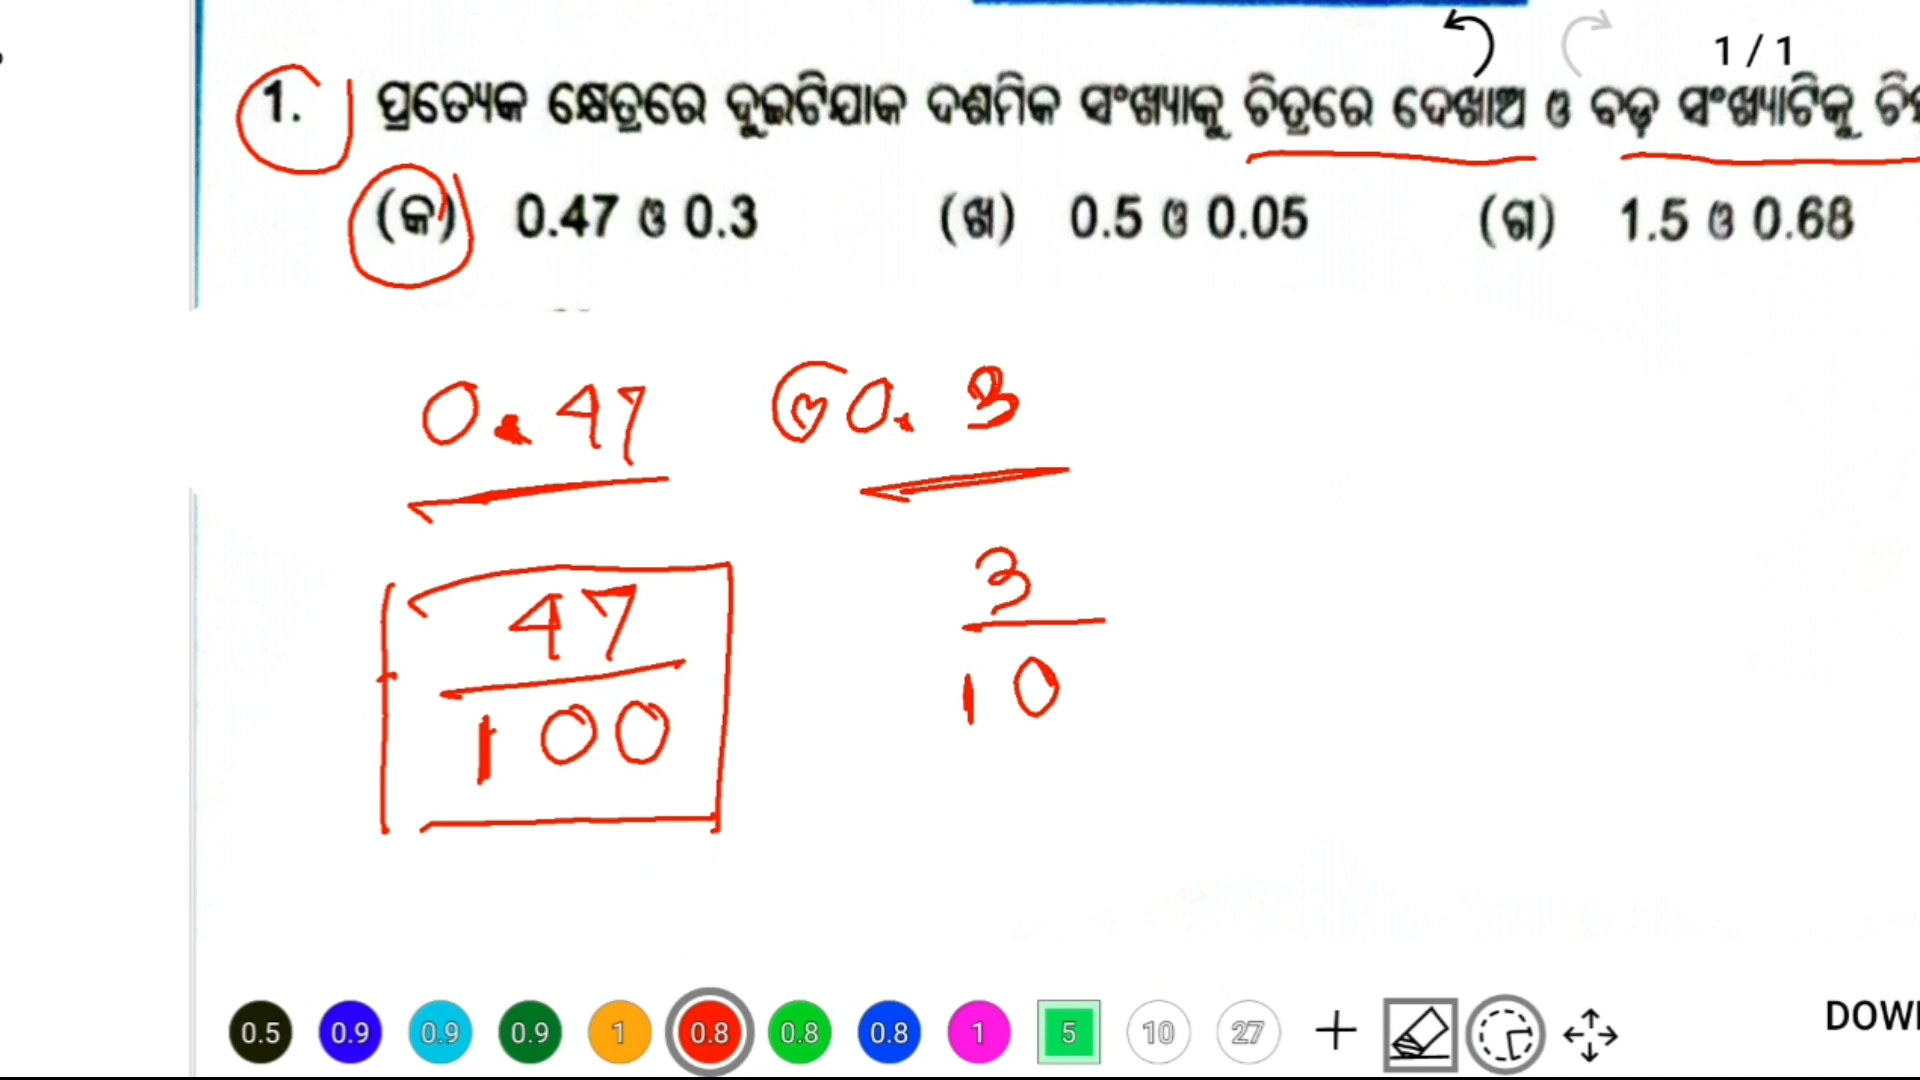 1 / 1
1. ପ୍ରତ୍ୟେକ କ୍ଷେତ୍ରରେ ଦୁଇଟିଯାକ ଦଶମିକ ସଂଖ୍ୟାକୁ ଚିତ୍ରରେ ଦେଖାଅ ଓ ବଡ଼ ସଂଖ୍ୟାଟିକୁ
(କ) 0.47 ଓ 0.3 (ଖ) 0.5 ଓ 0.05 (ଗ) 1.5 ଓ 0.68
0.47 ଓ 0.3
47
100
3
10
0.5 0.9 0.9 0.9 1 0.8 0.8 0.8 1 5 10 27 +